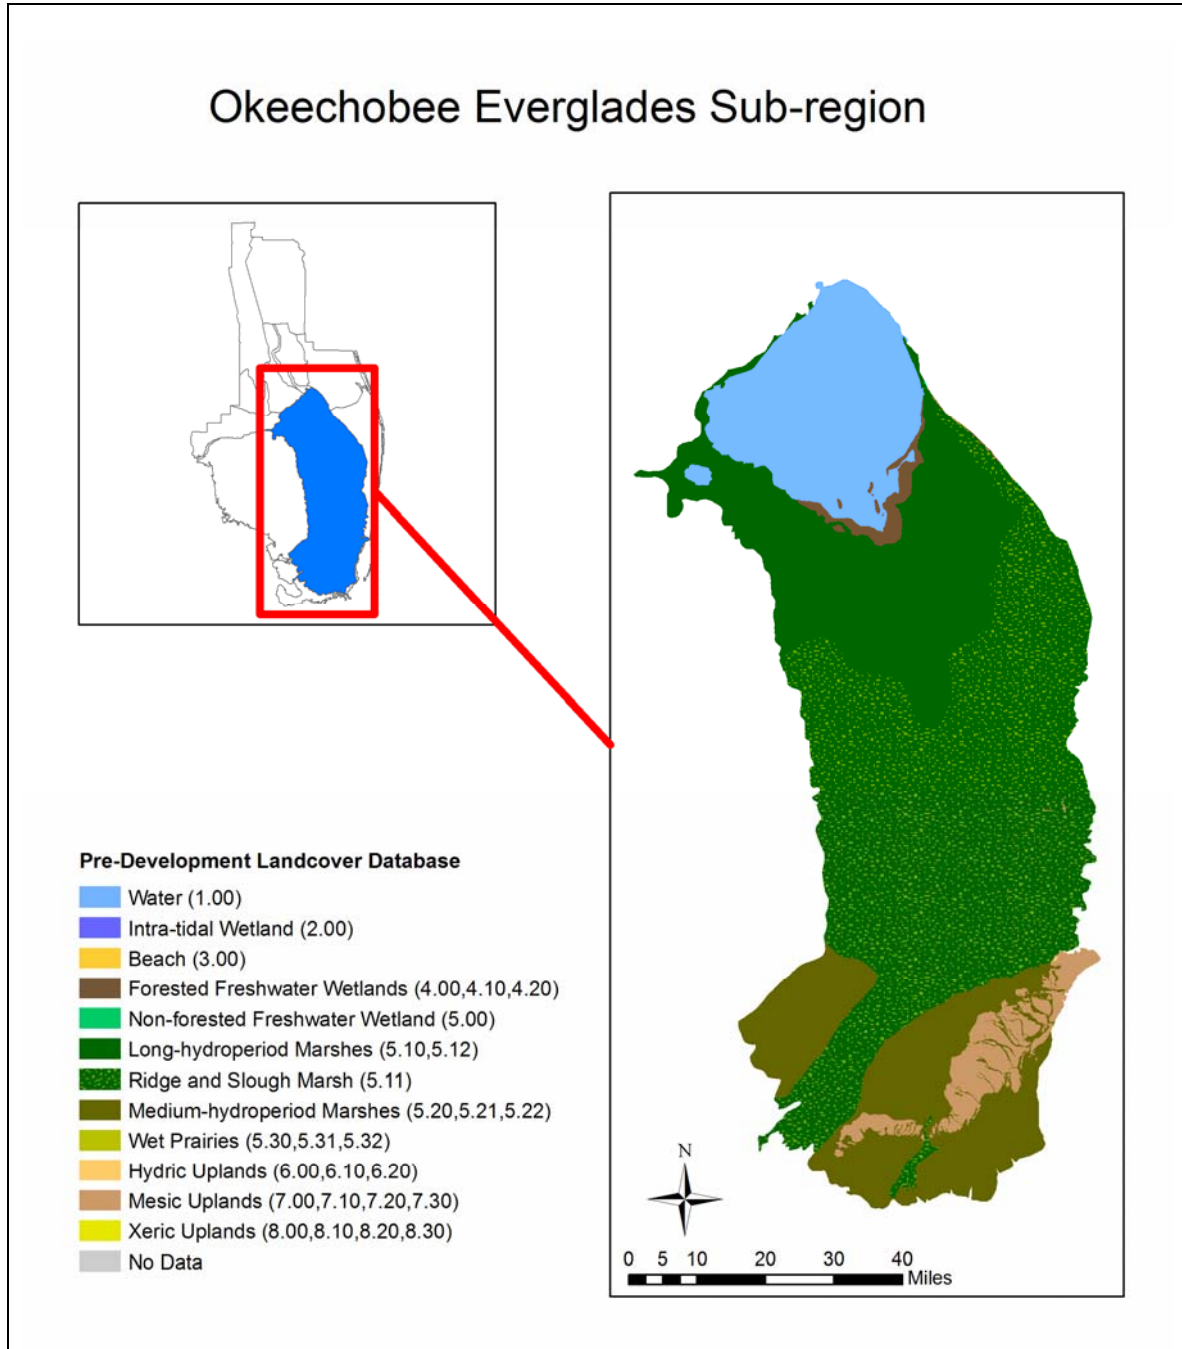 Okeechobee Everglades Sub-region
Pre-Development Landcover Database
Water (1.00)
Intra-tidal Wetland (2.00)
Beach (3.00)
Forested Freshwater Wetlands (4.00,4.10,4.20)
Non-forested Freshwater Wetland (5.00)
Long-hydroperiod Marshes (5.10,5.12)
Ridge and Slough Marsh (5.11)
Medium-hydroperiod Marshes (5.20,5.21,5.22)
Wet Prairies (5.30,5.31,5.32)
Hydric Uplands (6.00,6.10,6.20)
Mesic Uplands (7.00,7.10,7.20,7.30)
Xeric Uplands (8.00,8.10,8.20,8.30)
No Data
N
0 5 10 20 30 40
Miles